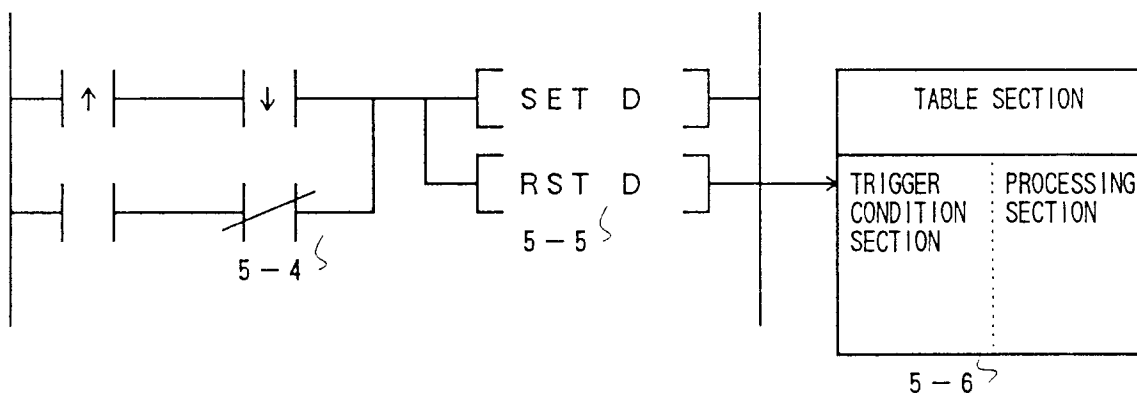 ↑ ↓ SET D
RST D
5-4
5-5
TABLE SECTION
TRIGGER
CONDITION
SECTION
PROCESSING
SECTION
5-6